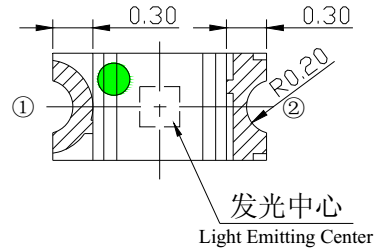 0.30 0.30
R0.20
① ②
发光中心
Light Emitting Center